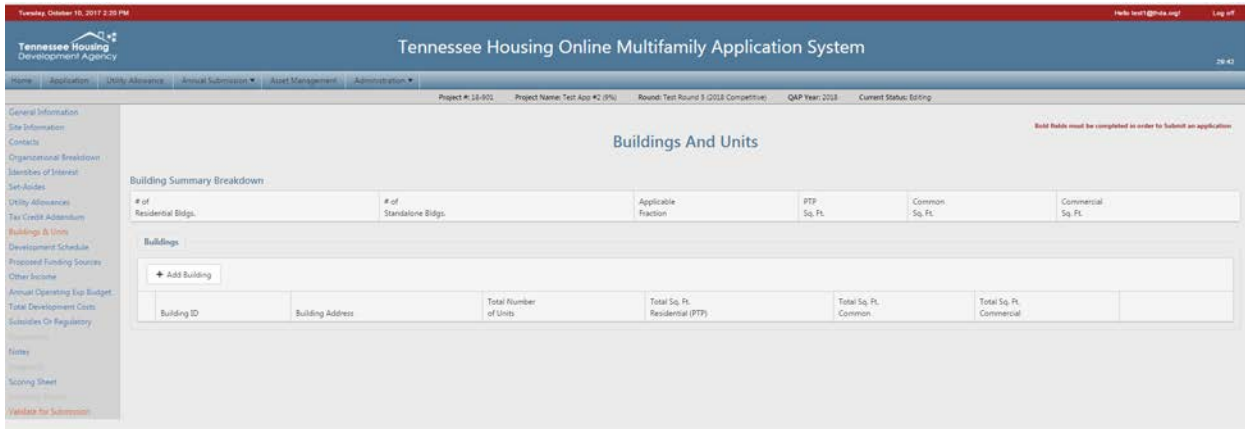 Tuesday, October 10, 2017 2:20 PM
Hello test1@thda.org!
Log off
Tennessee Housing
Development Agency
Tennessee Housing Online Multifamily Application System
29:42
Home Application Utility Allowance Annual Submission Asset Management Administration
Project #: 18-901 Project Name: Test App #2 (9%) Round: Test Round 5 (2018 Competitive) QAP Year: 2018 Current Status: Editing
General Information
Site Information
Contacts
Organizational Breakdown
Identities of Interest
Set-Asides
Utility Allowances
Tax Credit Addendum
Buildings & Units
Development Schedule
Proposed Funding Sources
Other Income
Annual Operating Exp Budget
Total Development Costs
Subsidies Or Regulatory
Notes
Scoring Sheet
Validate for Submission
Bold fields must be completed in order to Submit an application
Buildings And Units
Building Summary Breakdown
# of
Residential Bldgs.
# of
Standalone Bldgs.
Applicable
Fraction
PTP
Sq. Ft.
Common
Sq. Ft.
Commercial
Sq. Ft.
Buildings
+ Add Building
Building ID
Building Address
Total Number
of Units
Total Sq. Ft.
Residential (PTP)
Total Sq. Ft.
Common
Total Sq. Ft.
Commercial